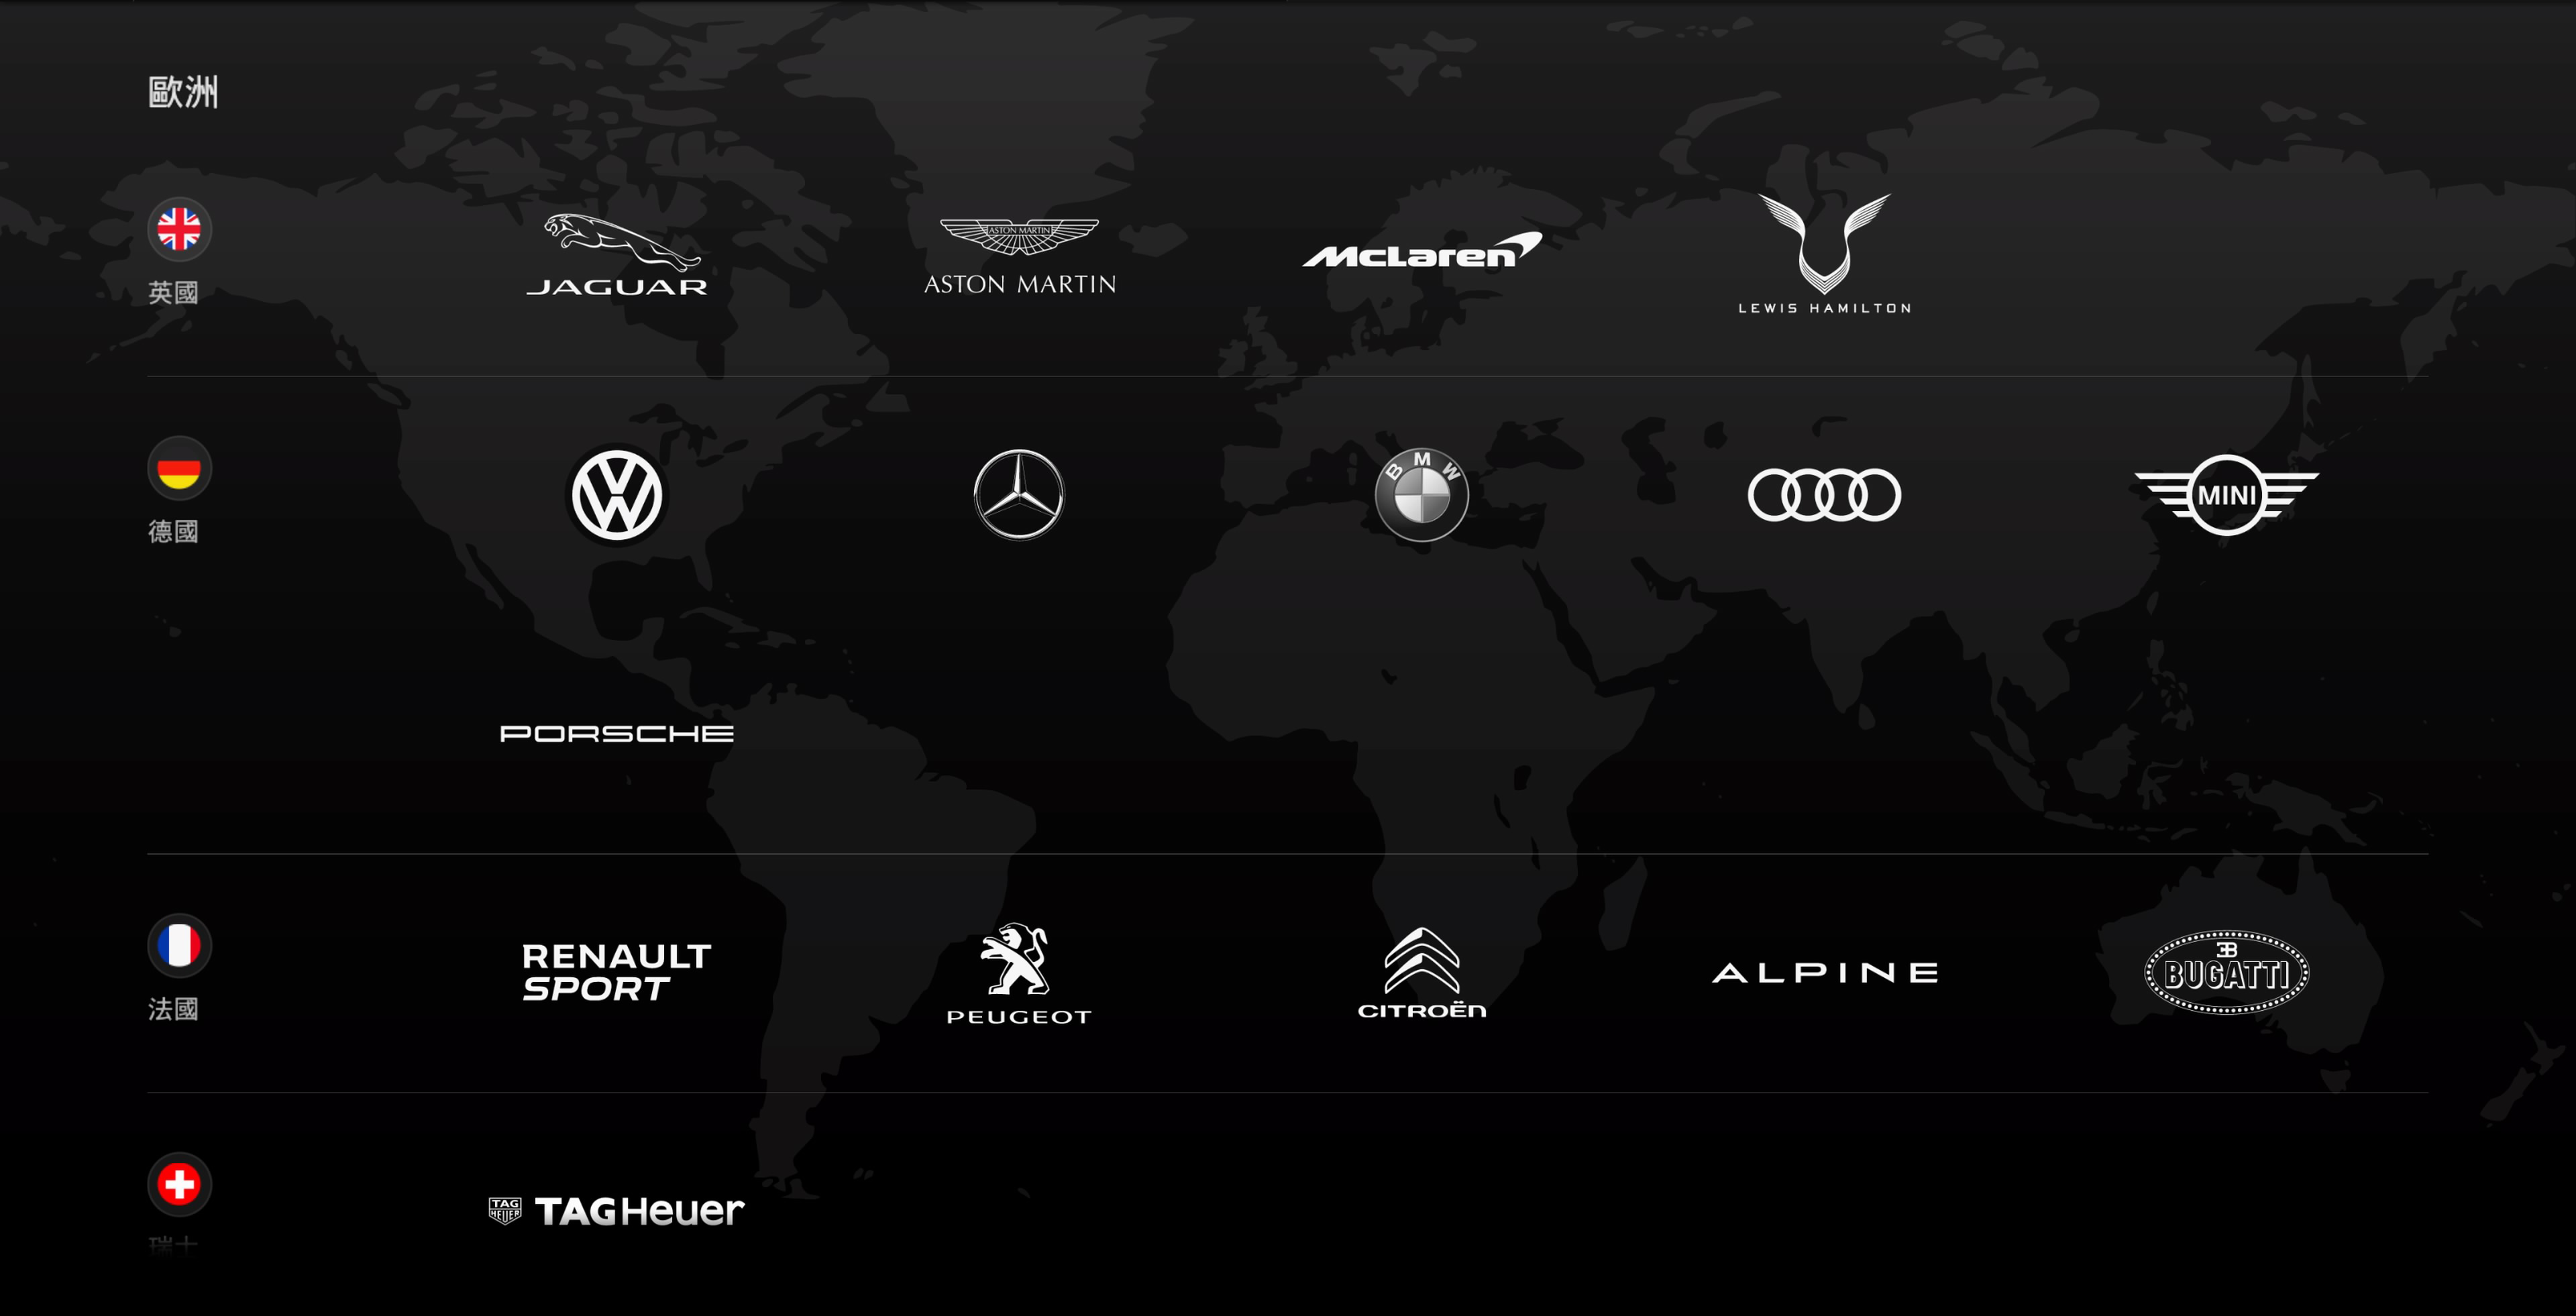 歐洲
英國
JAGUAR
ASTON MARTIN
ASTON MARTIN
McLaren
LEWIS HAMILTON
德國
VW
BMW
MINI
PORSCHE
法國
RENAULT
SPORT
PEUGEOT
CITROËN
ALPINE
EB
BUGATTI
瑞士
TAG
HEUER
TAGHeuer